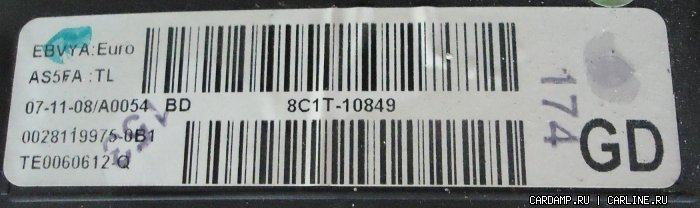 EBVYA:Euro
AS5FA :TL
07-11-08/A0054 BD 8C1T-10849
0028119975-0B1
TE0060612-Q
174
GD
CARDAMP.RU | CARLINE.RU